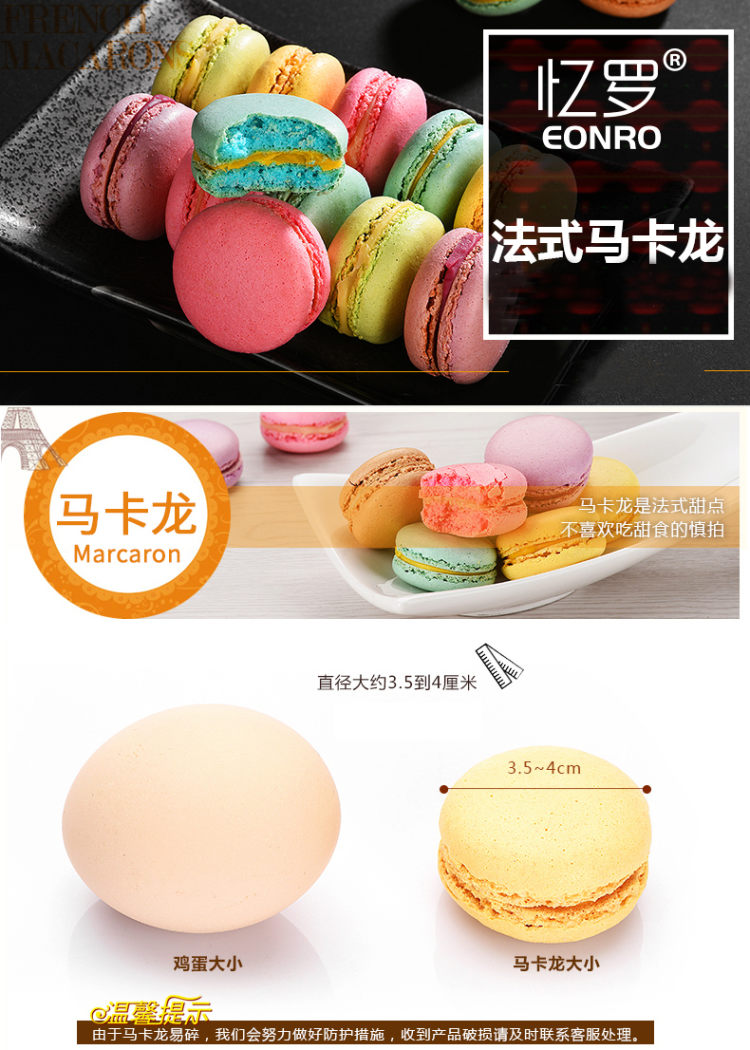 FRENCH
MACARONS
忆罗®
EONRO
法式马卡龙
马卡龙
Marcaron
马卡龙是法式甜点
不喜欢吃甜食的慎拍
直径大约3.5到4厘米
3.5~4cm
鸡蛋大小
马卡龙大小
温馨提示
由于马卡龙易碎，我们会努力做好防护措施，收到产品破损请及时联系客服处理。